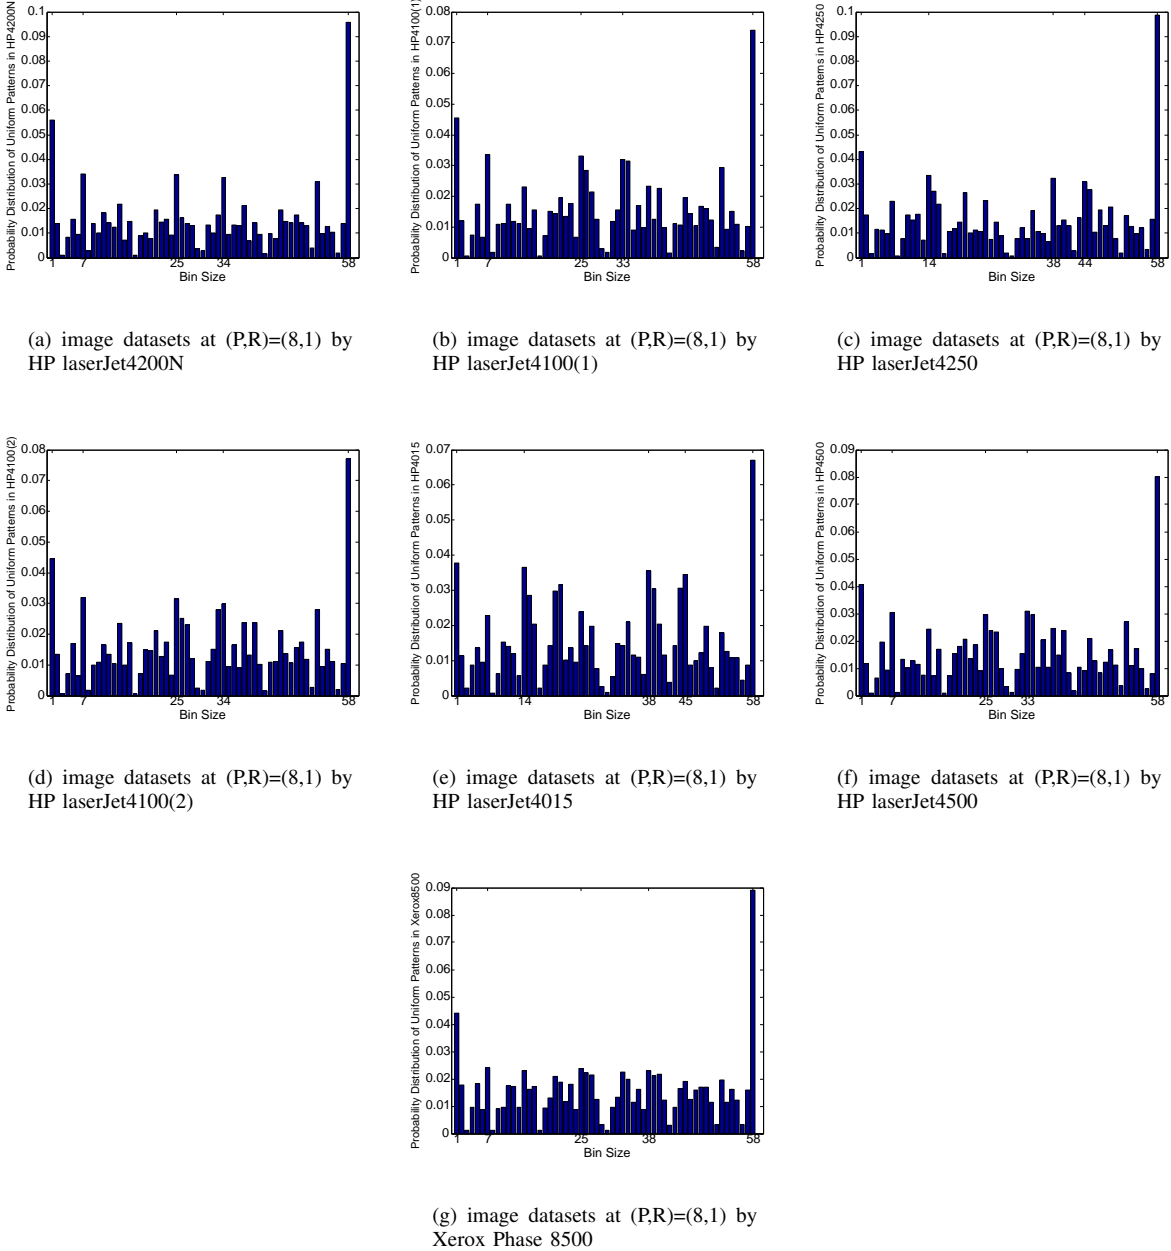 Probability Distribution of Uniform Patterns in HP4200N
0.1
0.09
0.08
0.07
0.06
0.05
0.04
0.03
0.02
0.01
0
1 7 25 34 58
Bin Size
(a) image datasets at (P,R)=(8,1) by
HP laserJet4200N
Probability Distribution of Uniform Patterns in HP4100(1)
0.08
0.07
0.06
0.05
0.04
0.03
0.02
0.01
0
1 7 25 33 58
Bin Size
(b) image datasets at (P,R)=(8,1) by
HP laserJet4100(1)
Probability Distribution of Uniform Patterns in HP4250
0.1
0.09
0.08
0.07
0.06
0.05
0.04
0.03
0.02
0.01
0
1 14 38 44 58
Bin Size
(c) image datasets at (P,R)=(8,1) by
HP laserJet4250
Probability Distribution of Uniform Patterns in HP4100(2)
0.08
0.07
0.06
0.05
0.04
0.03
0.02
0.01
0
1 7 25 34 58
Bin Size
(d) image datasets at (P,R)=(8,1) by
HP laserJet4100(2)
Probability Distribution of Uniform Patterns in HP4015
0.07
0.06
0.05
0.04
0.03
0.02
0.01
0
1 14 38 45 58
Bin Size
(e) image datasets at (P,R)=(8,1) by
HP laserJet4015
Probability Distribution of Uniform Patterns in HP4500
0.09
0.08
0.07
0.06
0.05
0.04
0.03
0.02
0.01
0
1 7 25 33 58
Bin Size
(f) image datasets at (P,R)=(8,1) by
HP laserJet4500
Probability Distribution of Uniform Patterns in Xerox8500
0.09
0.08
0.07
0.06
0.05
0.04
0.03
0.02
0.01
0
1 7 25 38 58
Bin Size
(g) image datasets at (P,R)=(8,1) by
Xerox Phase 8500